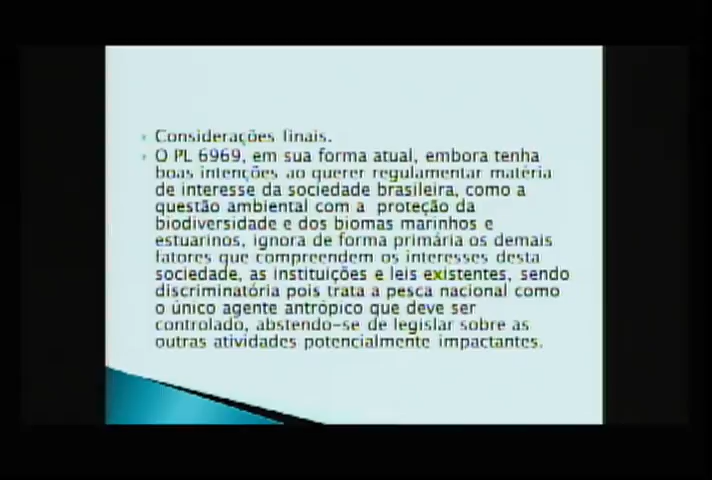 Considerações finais.
O PL 6969, em sua forma atual, embora tenha
boas intenções ao querer regulamentar matéria
de interesse da sociedade brasileira, como a
questão ambiental com a proteção da
biodiversidade e dos biomas marinhos e
estuarinos, ignora de forma primária os demais
fatores que compreendem os interesses desta
sociedade, as instituições e leis existentes, sendo
discriminatória pois trata a pesca nacional como
o único agente antrópico que deve ser
controlado, abstendo-se de legislar sobre as
outras atividades potencialmente impactantes.